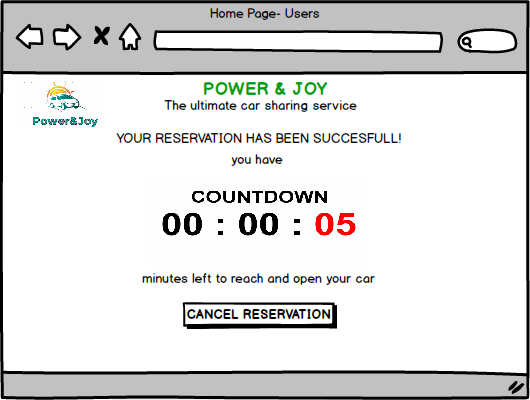 Home Page- Users
Power&Joy
POWER & JOY
The ultimate car sharing service
YOUR RESERVATION HAS BEEN SUCCESFULL!
you have
COUNTDOWN
00 : 00 : 05
minutes left to reach and open your car
CANCEL RESERVATION